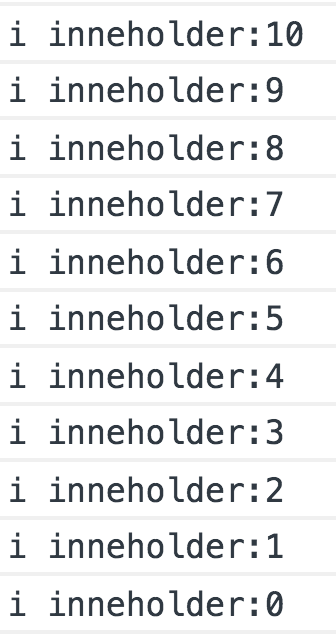 i inneholder:10
i inneholder:9
i inneholder:8
i inneholder:7
i inneholder:6
i inneholder:5
i inneholder:4
i inneholder:3
i inneholder:2
i inneholder:1
i inneholder:0